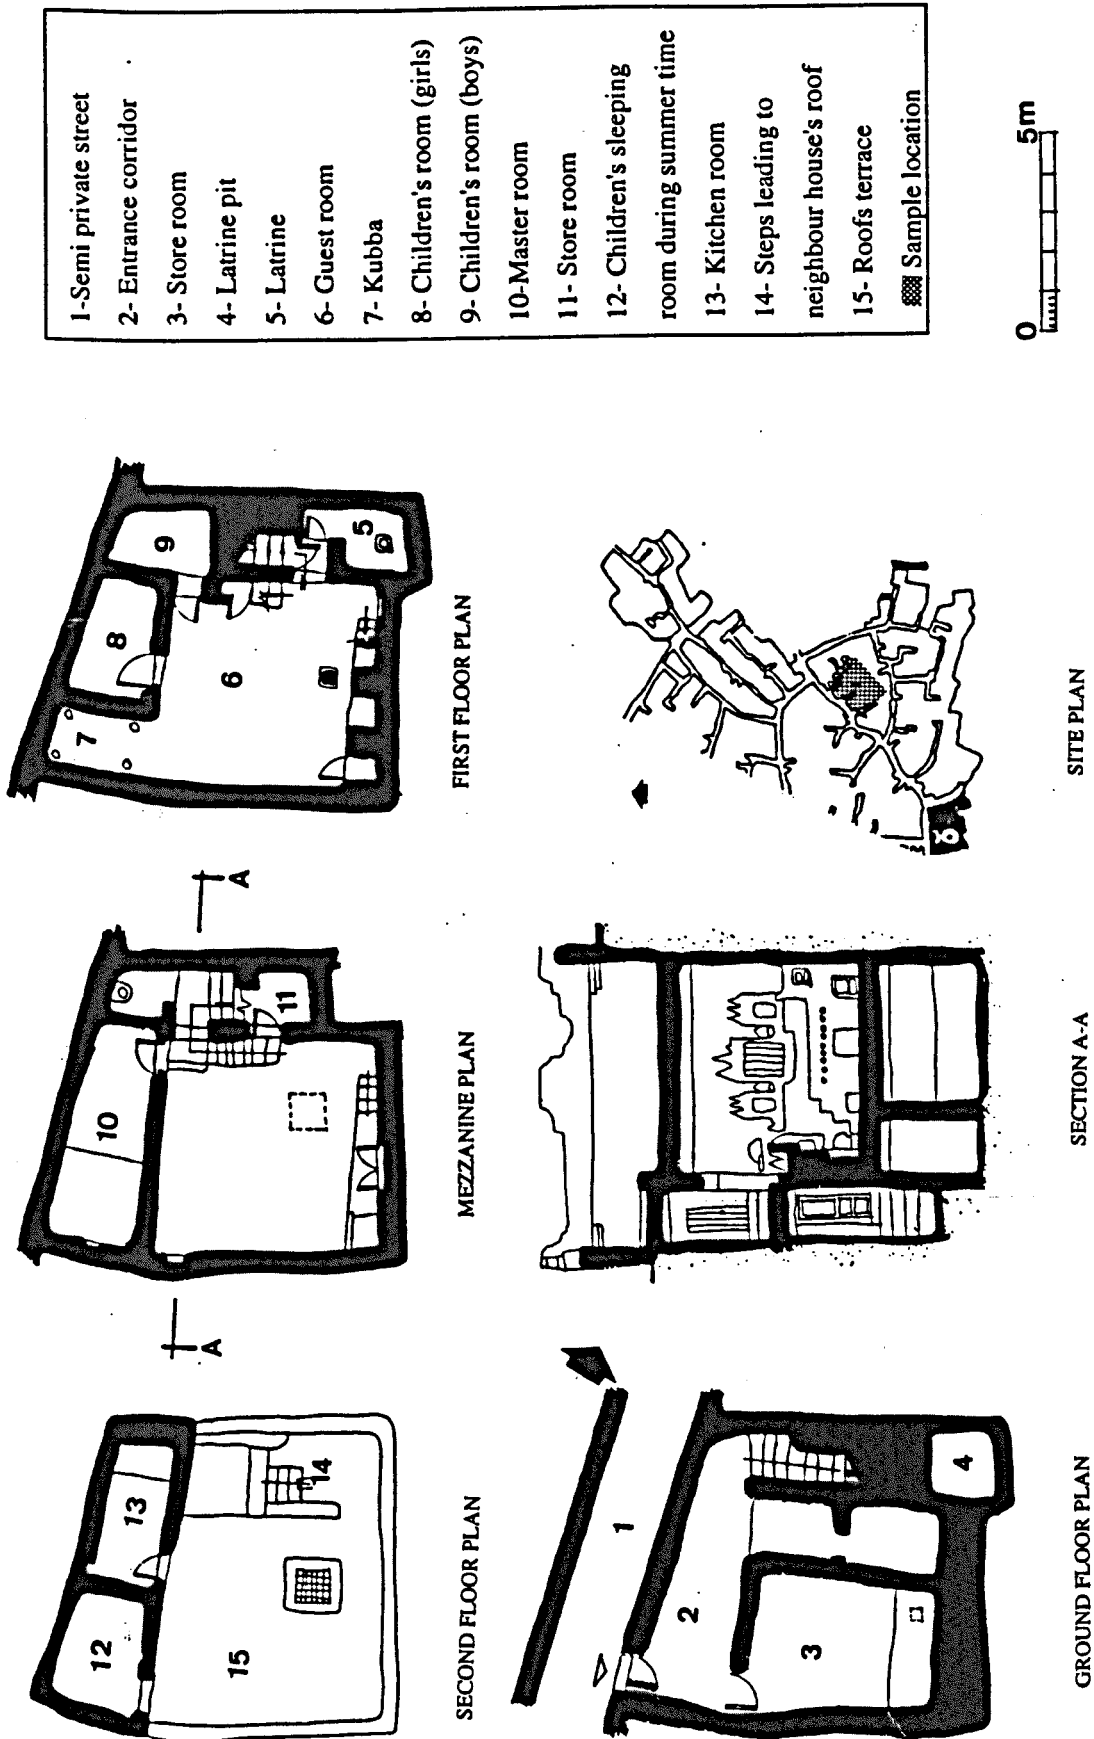 1-Semi private street
2- Entrance corridor
3- Store room
4- Latrine pit
5- Latrine
6- Guest room
7- Kubba
8- Children's room (girls)
9- Children's room (boys)
10-Master room
11- Store room
12- Children's sleeping
room during summer time
13- Kitchen room
14- Steps leading to
neighbour house's roof
15- Roofs terrace
Sample location
0 5m
12
13
14
15
SECOND FLOOR PLAN
A
A
10
11
MEZZANINE PLAN
7
8
9
6
5
FIRST FLOOR PLAN
1
2
3
4
GROUND FLOOR PLAN
SECTION A-A
SITE PLAN